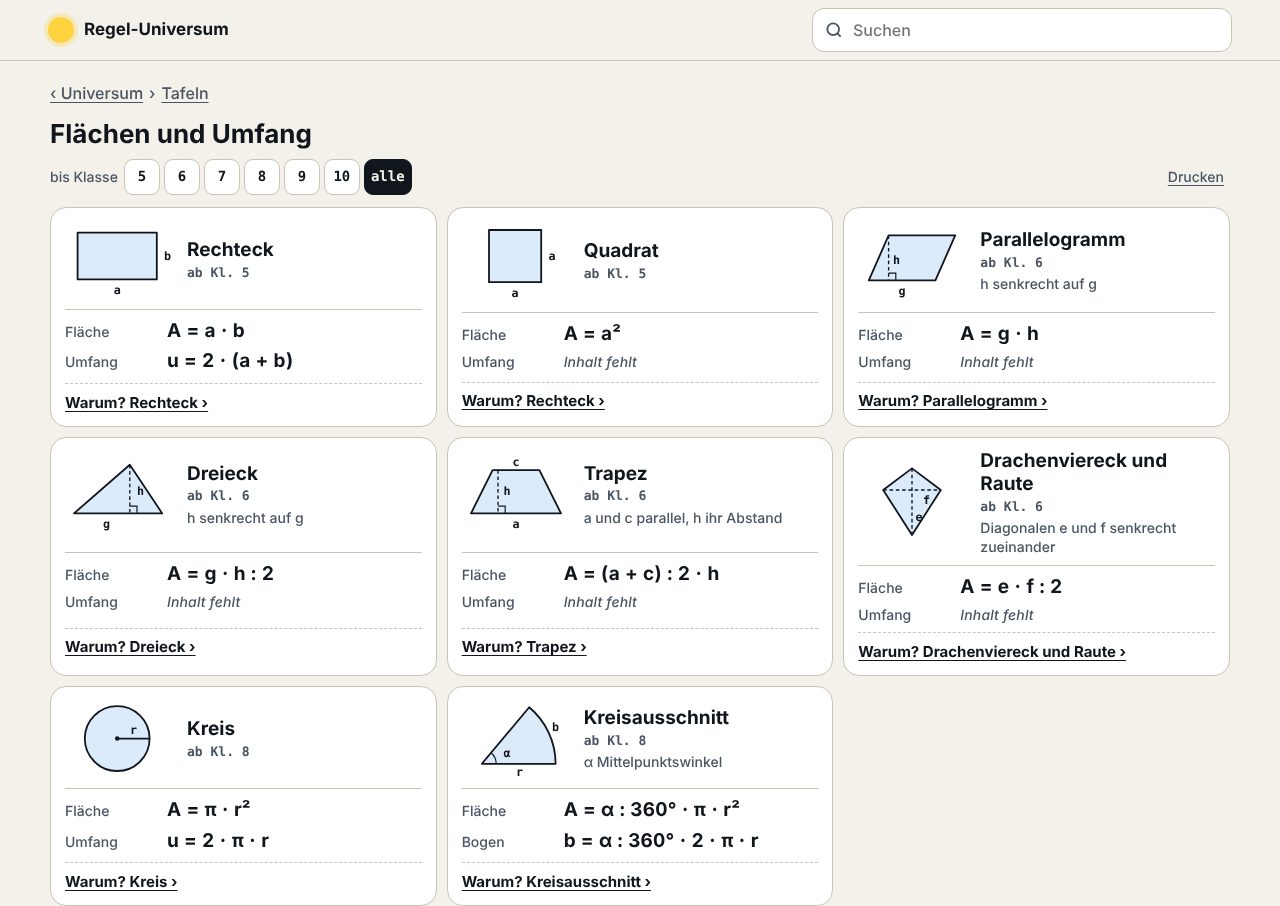 Regel-Universum
Suchen
‹ Universum › Tafeln
Flächen und Umfang
bis Klasse 5 6 7 8 9 10 alle
Drucken
b
a
Rechteck
ab Kl. 5
Fläche A = a · b
Umfang u = 2 · (a + b)
Warum? Rechteck ›
a
a
Quadrat
ab Kl. 5
Fläche A = a²
Umfang Inhalt fehlt
Warum? Rechteck ›
h
g
Parallelogramm
ab Kl. 6
h senkrecht auf g
Fläche A = g · h
Umfang Inhalt fehlt
Warum? Parallelogramm ›
h
g
Dreieck
ab Kl. 6
h senkrecht auf g
Fläche A = g · h : 2
Umfang Inhalt fehlt
Warum? Dreieck ›
c
h
a
Trapez
ab Kl. 6
a und c parallel, h ihr Abstand
Fläche A = (a + c) : 2 · h
Umfang Inhalt fehlt
Warum? Trapez ›
f
e
Drachenviereck und
Raute
ab Kl. 6
Diagonalen e und f senkrecht
zueinander
Fläche A = e · f : 2
Umfang Inhalt fehlt
Warum? Drachenviereck und Raute ›
r
Kreis
ab Kl. 8
Fläche A = π · r²
Umfang u = 2 · π · r
Warum? Kreis ›
b
α
r
Kreisausschnitt
ab Kl. 8
α Mittelpunktswinkel
Fläche A = α : 360° · π · r²
Bogen b = α : 360° · 2 · π · r
Warum? Kreisausschnitt ›